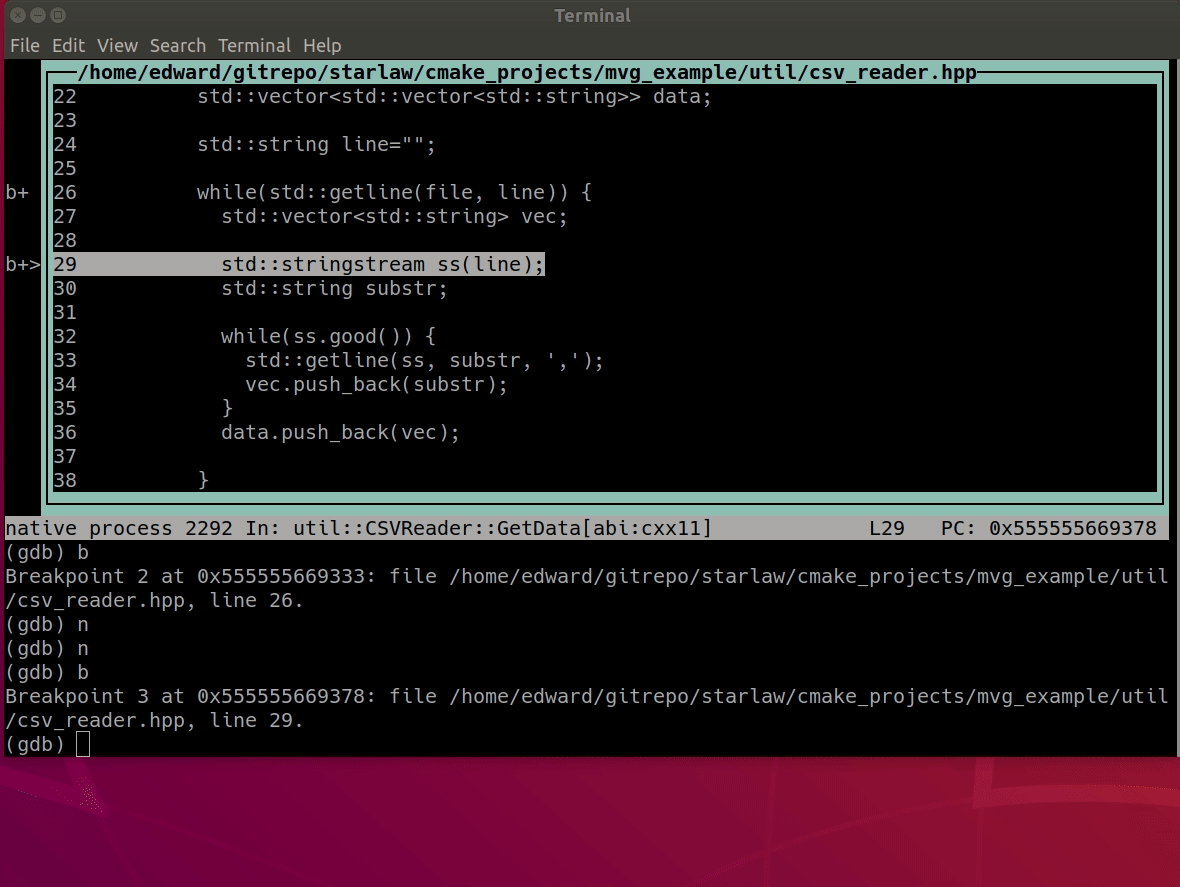 Terminal
File Edit View Search Terminal Help
/home/edward/gitrepo/starlaw/cmake_projects/mvg_example/util/csv_reader.hpp
22 std::vector<std::vector<std::string>> data;
23
24 std::string line="";
25
b+ 26 while(std::getline(file, line)) {
27 std::vector<std::string> vec;
28
b+> 29 std::stringstream ss(line);
30 std::string substr;
31
32 while(ss.good()) {
33 std::getline(ss, substr, ',');
34 vec.push_back(substr);
35 }
36 data.push_back(vec);
37
38 }
native process 2292 In: util::CSVReader::GetData[abi:cxx11] L29 PC: 0x555555669378
(gdb) b
Breakpoint 2 at 0x555555669333: file /home/edward/gitrepo/starlaw/cmake_projects/mvg_example/util
/csv_reader.hpp, line 26.
(gdb) n
(gdb) n
(gdb) b
Breakpoint 3 at 0x555555669378: file /home/edward/gitrepo/starlaw/cmake_projects/mvg_example/util
/csv_reader.hpp, line 29.
(gdb)